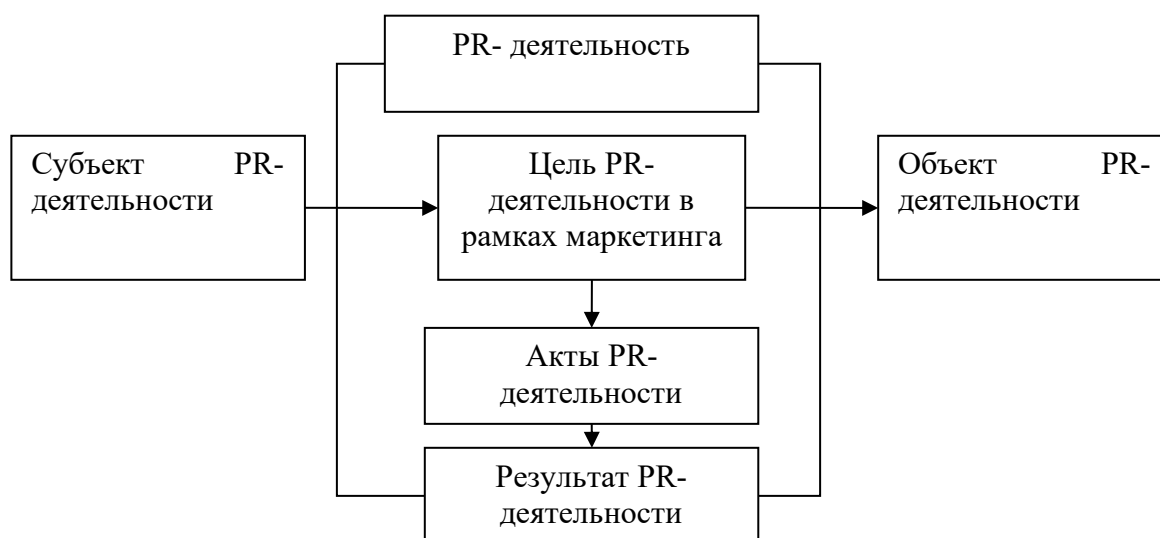 PR- деятельность
Субъект PR-
деятельности
Цель PR-
деятельности в
рамках маркетинга
Объект PR-
деятельности
Акты PR-
деятельности
Результат PR-
деятельности